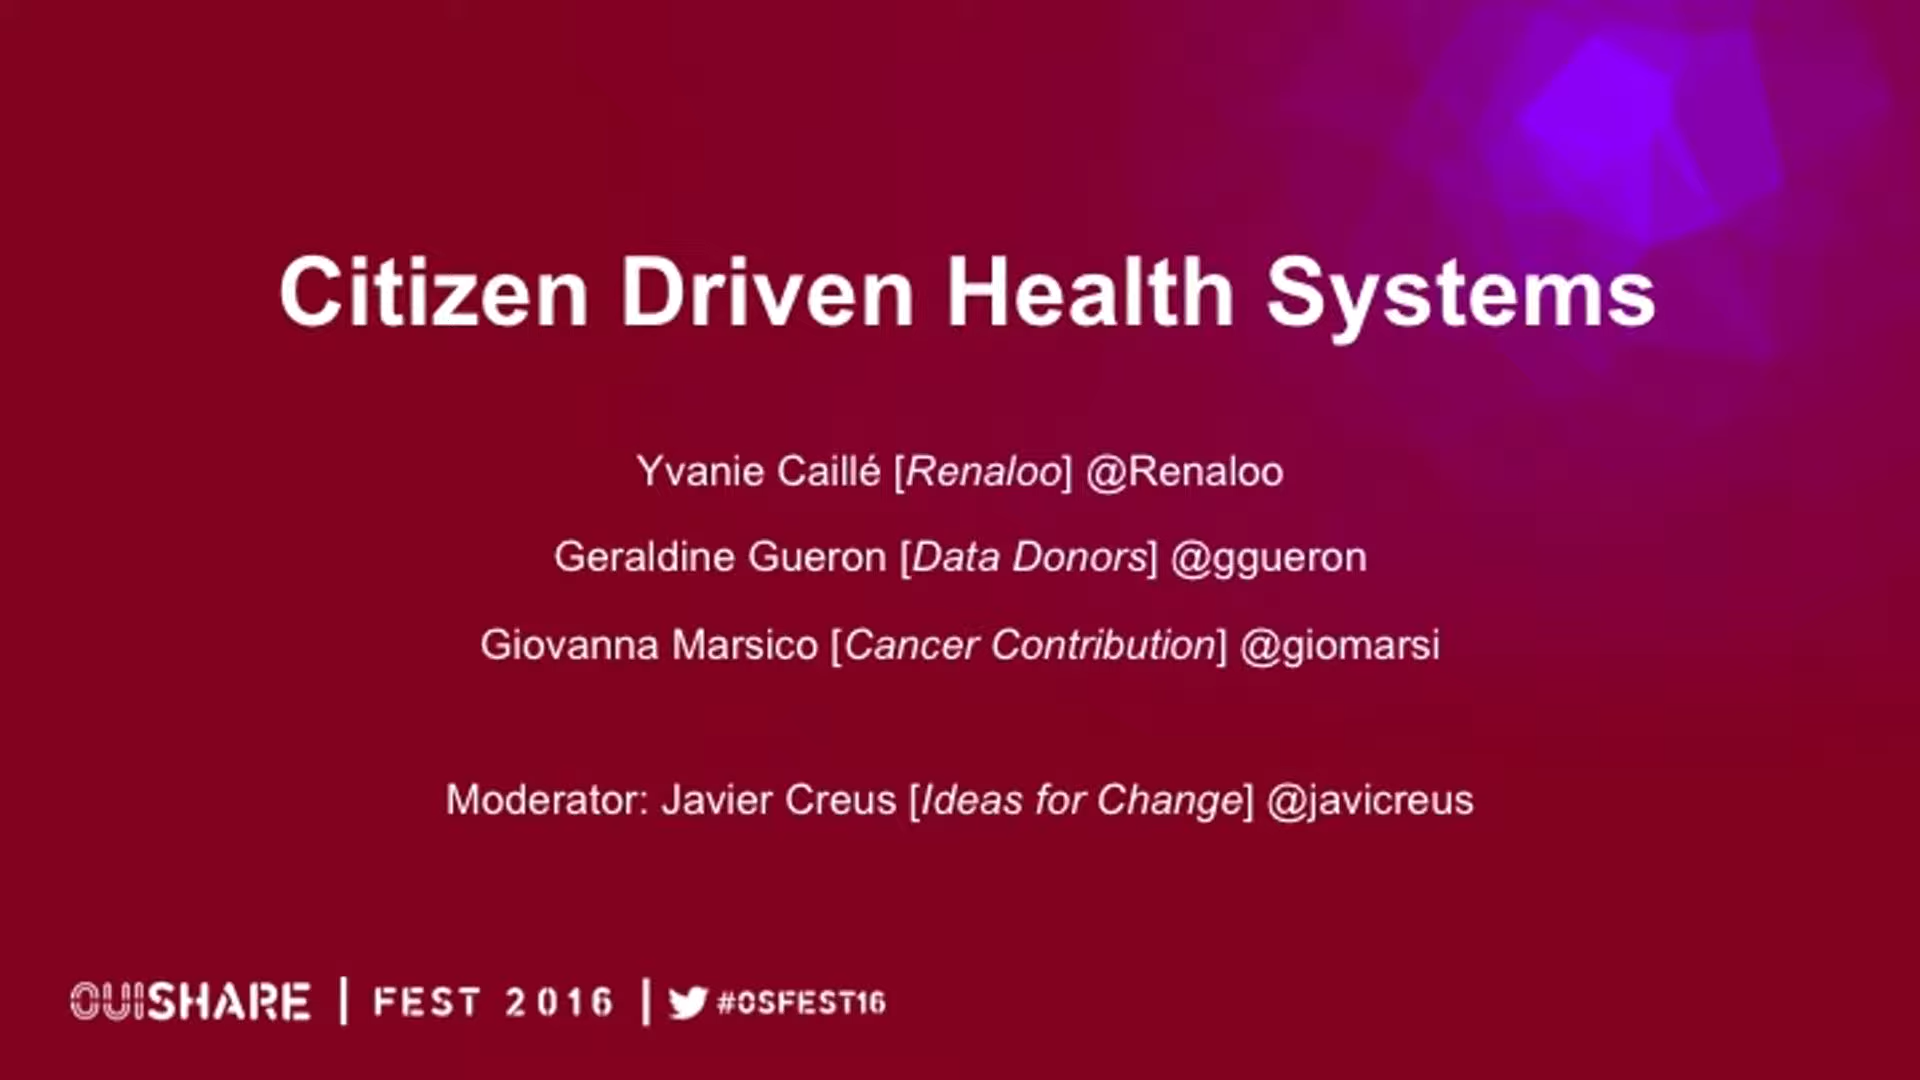 Citizen Driven Health Systems
Yvanie Caillé [Renaloo] @Renaloo
Geraldine Gueron [Data Donors] @ggueron
Giovanna Marsico [Cancer Contribution] @giomarsi
Moderator: Javier Creus [Ideas for Change] @javicreus
OUISHARE | FEST 2016 | #OSFEST16